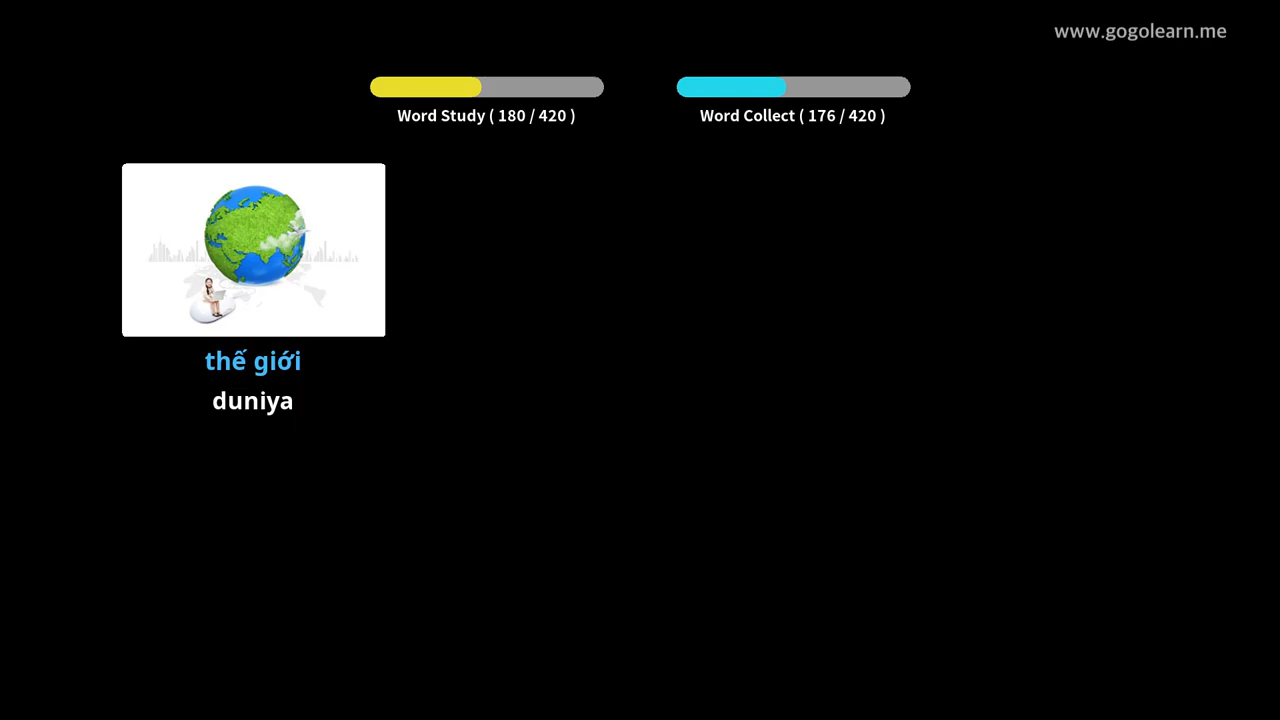 www.gogolearn.me
Word Study ( 180 / 420 )
Word Collect ( 176 / 420 )
thế giới
duniya